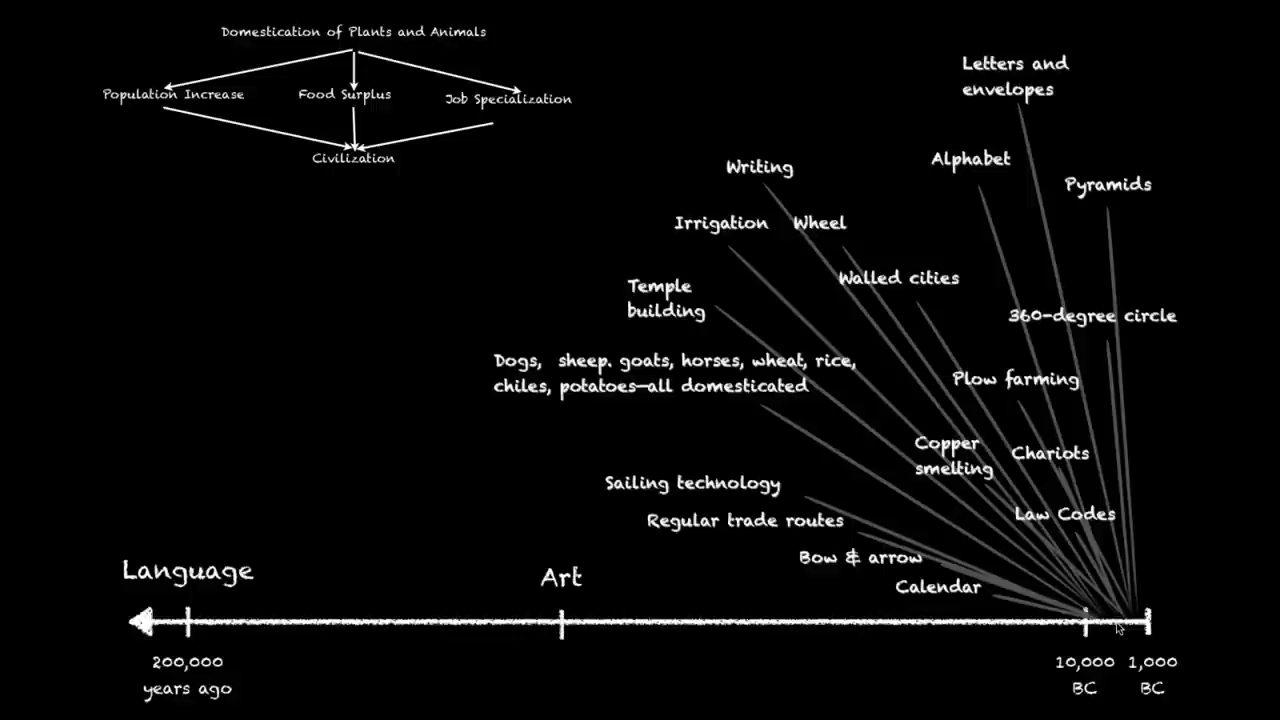 Domestication of Plants and Animals
Population Increase
Food Surplus
Job Specialization
Civilization
Letters and
envelopes
Writing
Alphabet
Pyramids
Irrigation
Wheel
Walled cities
Temple
building
360-degree circle
Dogs, sheep. goats, horses, wheat, rice,
chiles, potatoes—all domesticated
Plow farming
Copper
smelting
Chariots
Sailing technology
Regular trade routes
Law Codes
Bow & arrow
Calendar
Language
Art
200,000
years ago
10,000
BC
1,000
BC